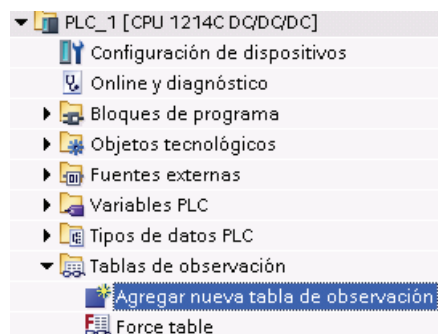 PLC_1 [CPU 1214C DC/DC/DC]
Configuración de dispositivos
Online y diagnóstico
Bloques de programa
Objetos tecnológicos
Fuentes externas
Variables PLC
Tipos de datos PLC
Tablas de observación
Agregar nueva tabla de observación
Force table